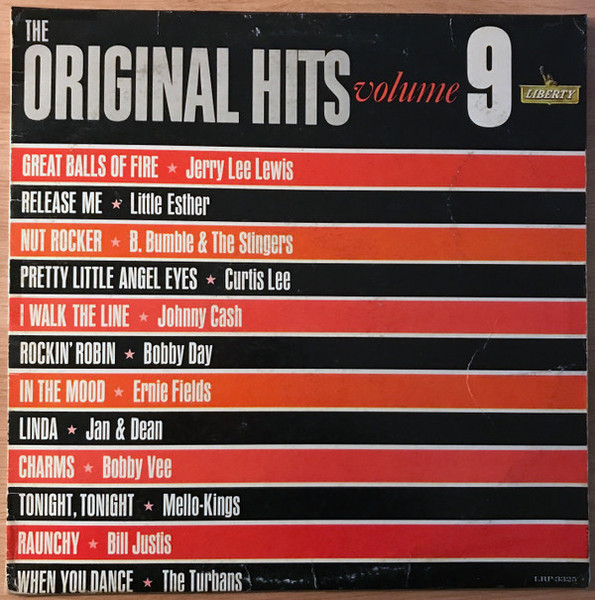 THE
ORIGINAL HITS volume 9
LIBERTY
GREAT BALLS OF FIRE ★ Jerry Lee Lewis
RELEASE ME ★ Little Esther
NUT ROCKER ★ B. Bumble & The Stingers
PRETTY LITTLE ANGEL EYES ★ Curtis Lee
I WALK THE LINE ★ Johnny Cash
ROCKIN' ROBIN ★ Bobby Day
IN THE MOOD ★ Ernie Fields
LINDA ★ Jan & Dean
CHARMS ★ Bobby Vee
TONIGHT, TONIGHT ★ Mello-Kings
RAUNCHY ★ Bill Justis
WHEN YOU DANCE ★ The Turbans
LRP 3325